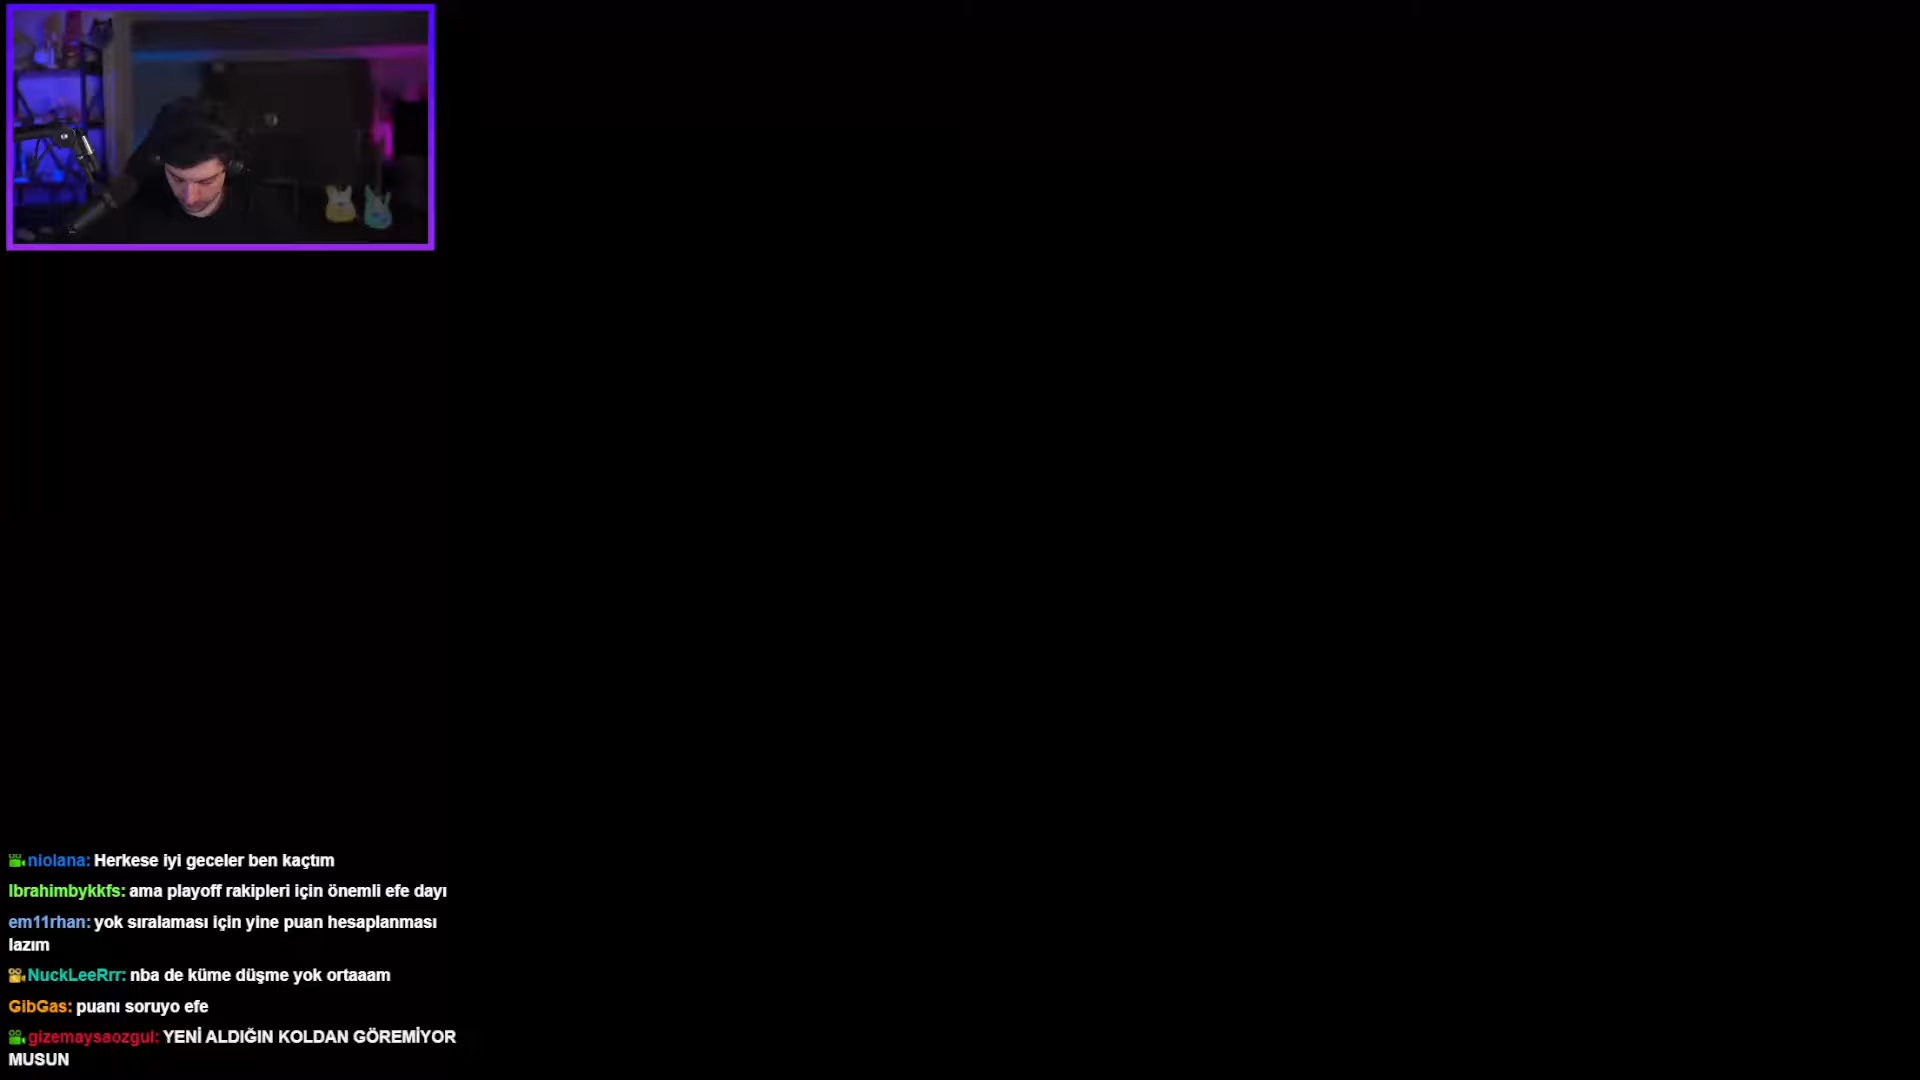 niolana: Herkese iyi geceler ben kaçtım
Ibrahimbykkfs: ama playoff rakipleri için önemli efe dayı
em11rhan: yok sıralaması için yine puan hesaplanması
lazım
NuckLeeRrr: nba de küme düşme yok ortaaam
GibGas: puanı soruyo efe
gizemaysaozgul: YENİ ALDIĞIN KOLDAN GÖREMİYOR
MUSUN